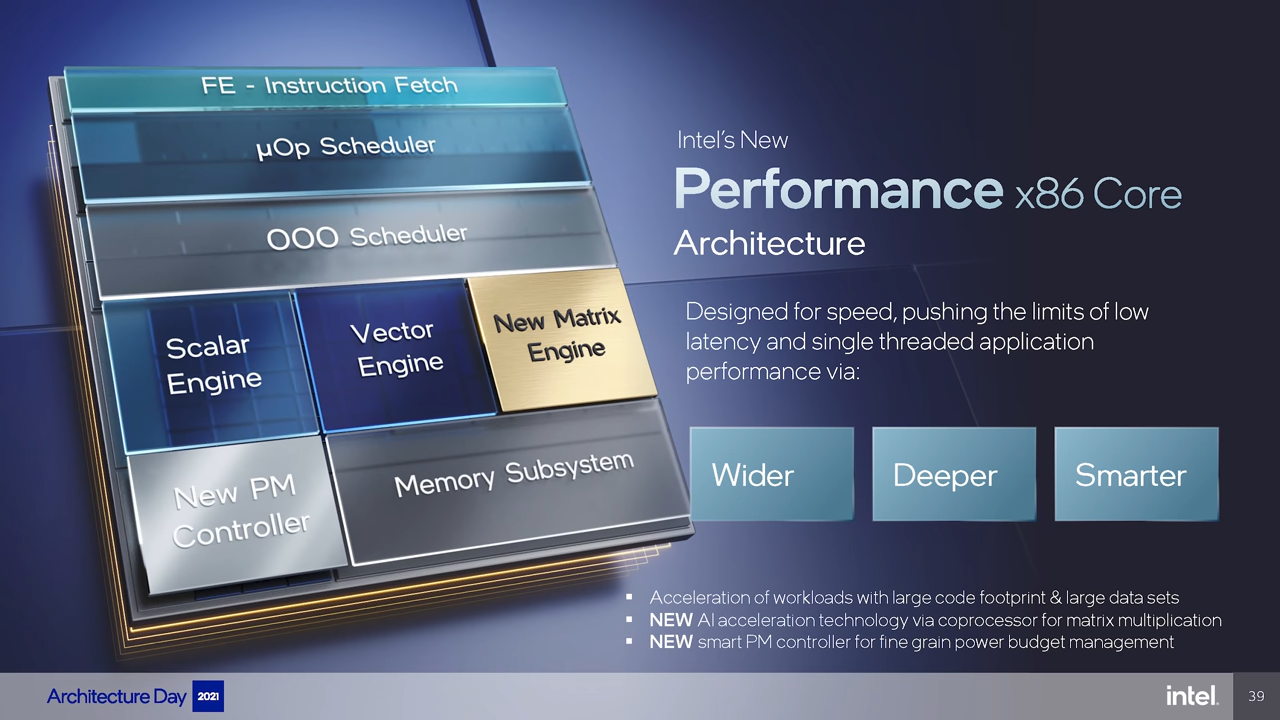 FE - Instruction Fetch
µOp Scheduler
OOO Scheduler
Scalar
Engine
Vector
Engine
New Matrix
Engine
New PM
Controller
Memory Subsystem
Intel's New
Performance x86 Core
Architecture
Designed for speed, pushing the limits of low
latency and single threaded application
performance via:
Wider
Deeper
Smarter
▪ Acceleration of workloads with large code footprint & large data sets
▪ NEW AI acceleration technology via coprocessor for matrix multiplication
▪ NEW smart PM controller for fine grain power budget management
Architecture Day 2021
intel.
39